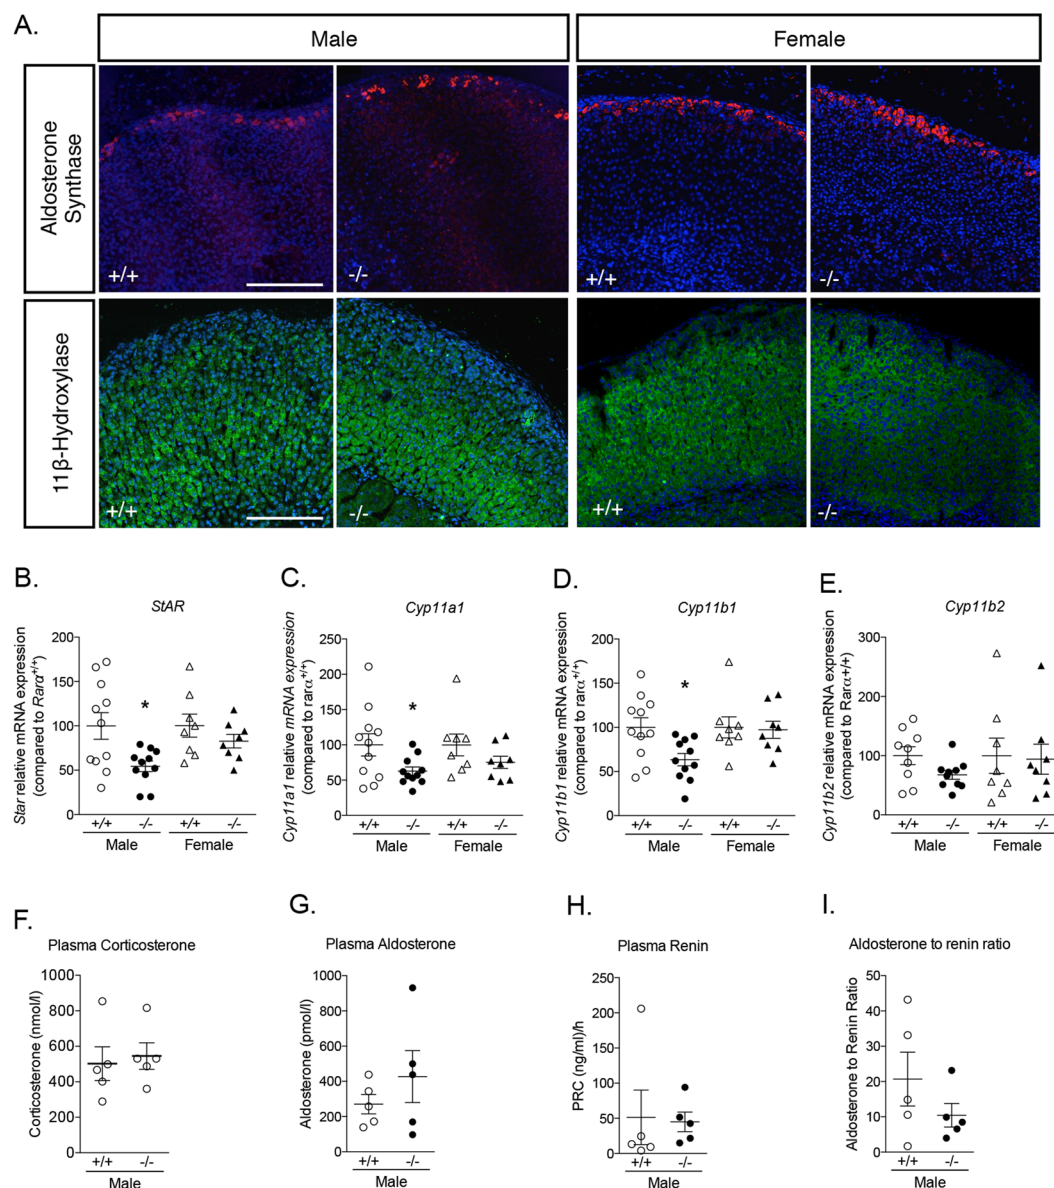 A.
Male
Female
Aldosterone
Synthase
+/+
-/-
+/+
-/-
11β-Hydroxylase
+/+
-/-
+/+
-/-
B.
StAR
Star relative mRNA expression
(compared to Rarα+/+)
200
150
100
50
0
*
+/+
-/-
+/+
-/-
Male
Female
C.
Cyp11a1
Cyp11a1 relative mRNA expression
(compared to rarα+/+)
250
200
150
100
50
0
*
+/+
-/-
+/+
-/-
Male
Female
D.
Cyp11b1
Cyp11b1 relative mRNA expression
(compared to rarα+/+)
200
150
100
50
0
*
+/+
-/-
+/+
-/-
Male
Female
E.
Cyp11b2
Cyp11b2 relative mRNA expression
(compared to Rarα+/+)
300
200
100
0
+/+
-/-
+/+
-/-
Male
Female
F.
Plasma Corticosterone
Corticosterone (nmol/l)
1000
800
600
400
200
0
+/+
-/-
Male
G.
Plasma Aldosterone
Aldosterone (pmol/l)
1000
800
600
400
200
0
+/+
-/-
Male
H.
Plasma Renin
PRC (ng/ml)/h
250
200
150
100
50
0
+/+
-/-
Male
I.
Aldosterone to renin ratio
Aldosterone to Renin Ratio
50
40
30
20
10
0
+/+
-/-
Male